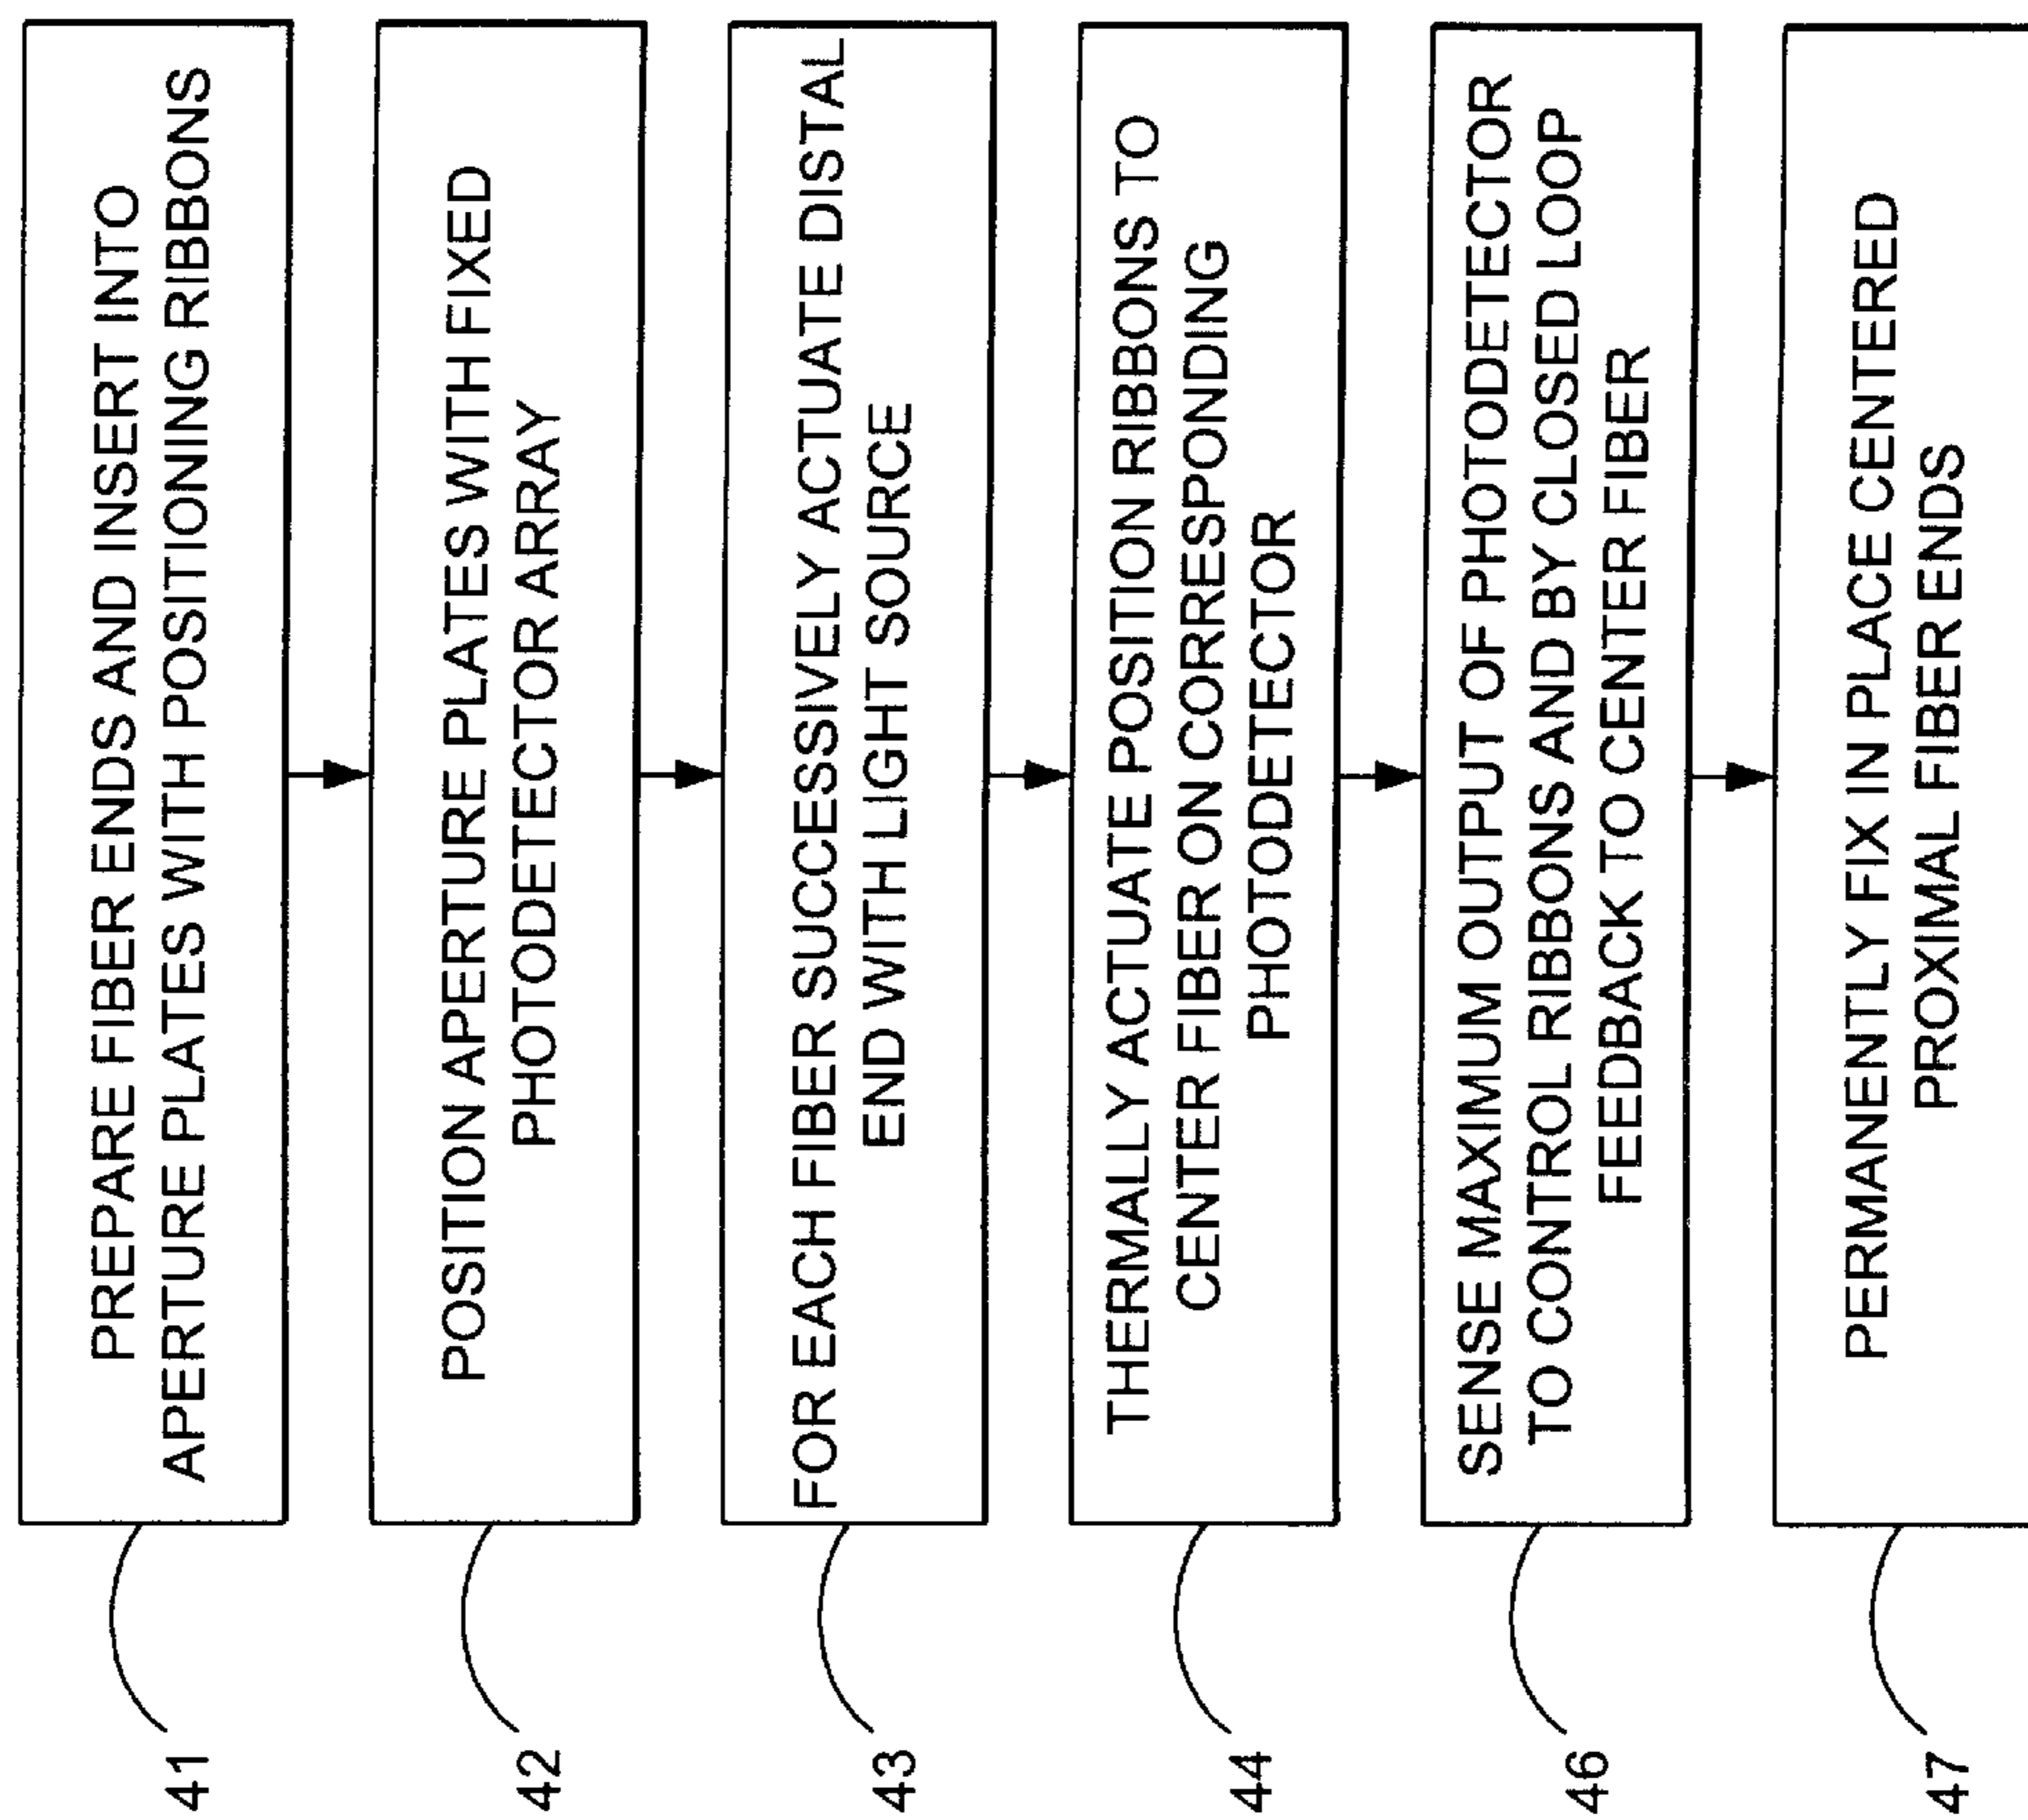 PREPARE FIBER ENDS AND INSERT INTO
APERTURE PLATES WITH POSITIONING RIBBONS
41
POSITION APERTURE PLATES WITH FIXED
PHOTODETECTOR ARRAY
42
FOR EACH FIBER SUCCESSIVELY ACTUATE DISTAL
END WITH LIGHT SOURCE
43
THERMALLY ACTUATE POSITION RIBBONS TO
CENTER FIBER ON CORRESPONDING
PHOTODETECTOR
44
SENSE MAXIMUM OUTPUT OF PHOTODETECTOR
TO CONTROL RIBBONS AND BY CLOSED LOOP
FEEDBACK TO CENTER FIBER
46
PERMANENTLY FIX IN PLACE CENTERED
PROXIMAL FIBER ENDS
47